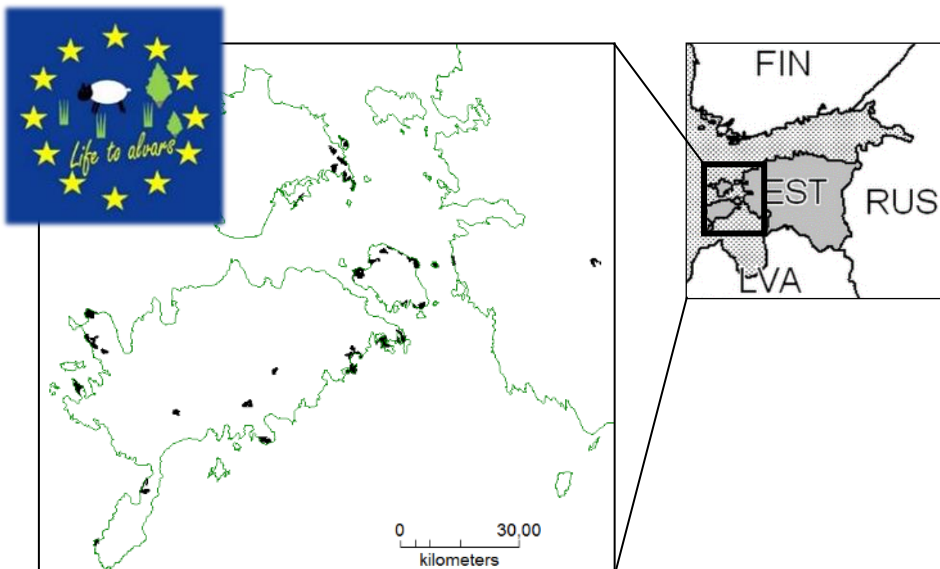 Life to alvars
FIN
EST
RUS
LVA
0 30,00
kilometers